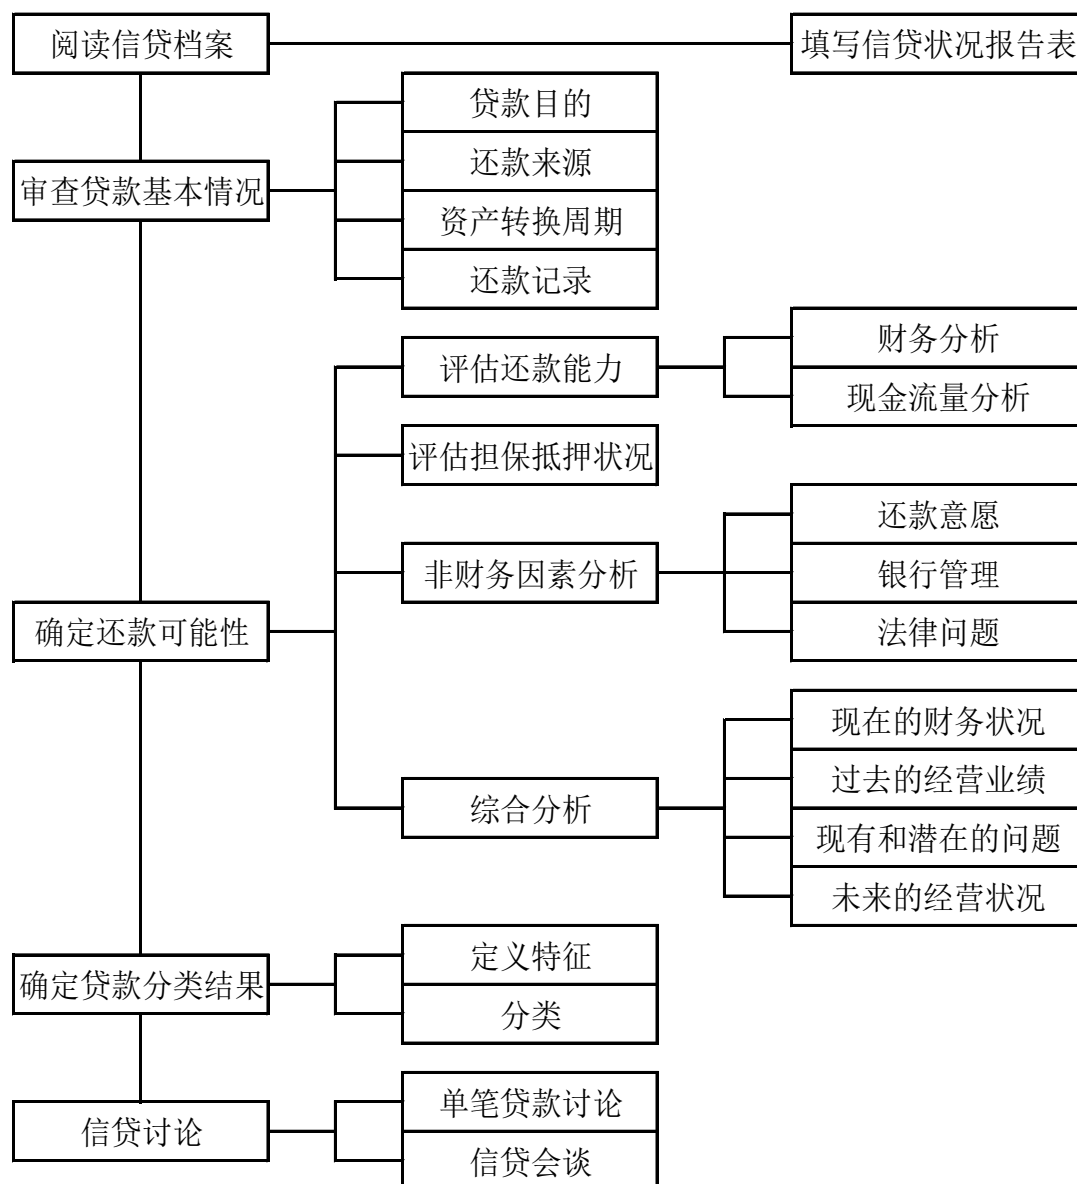 阅读信贷档案
填写信贷状况报告表
贷款目的
还款来源
审查贷款基本情况
资产转换周期
还款记录
财务分析
评估还款能力
现金流量分析
评估担保抵押状况
还款意愿
非财务因素分析
银行管理
确定还款可能性
法律问题
现在的财务状况
过去的经营业绩
综合分析
现有和潜在的问题
未来的经营状况
定义特征
确定贷款分类结果
分类
单笔贷款讨论
信贷讨论
信贷会谈